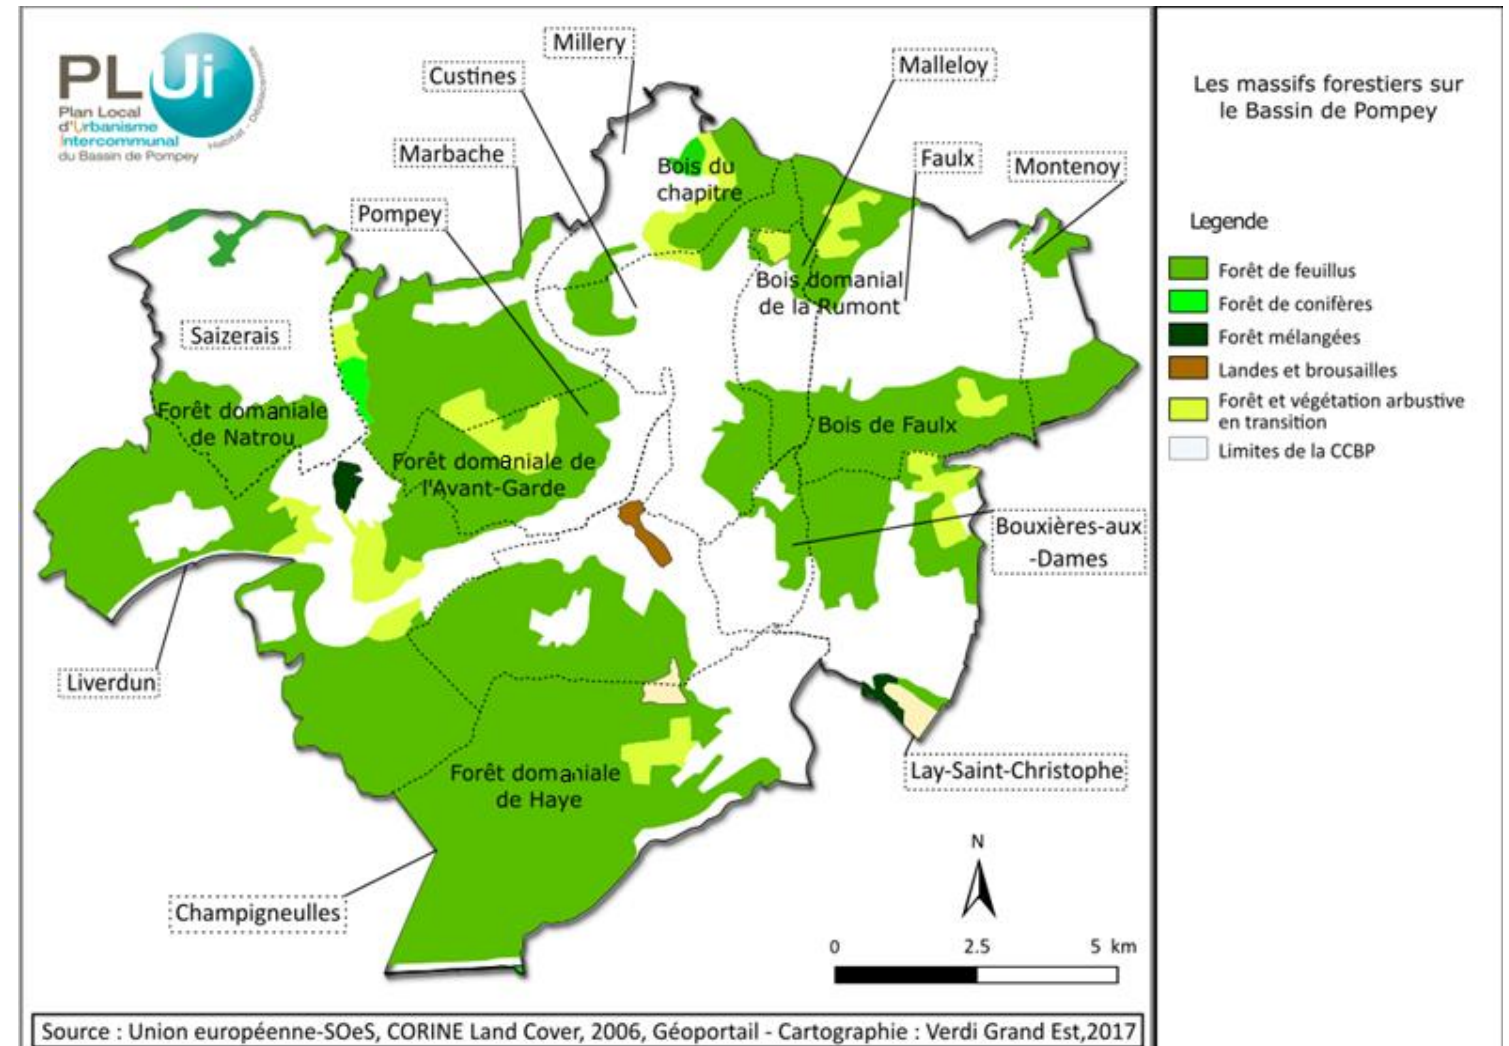 PLUi
Plan Local
d'Urbanisme
Intercommunal
du Bassin de Pompey
Habitat - Déplacements
Millery
Custines
Malleloy
Marbache
Faulx
Montenoy
Pompey
Bois du
chapitre
Bois domanial
de la Rumont
Saizerais
Forêt domaniale
de Natrou
Forêt domaniale de
l'Avant-Garde
Bois de Faulx
Bouxières-aux
-Dames
Liverdun
Lay-Saint-Christophe
Forêt domaniale
de Haye
Champigneulles
N
0 2.5 5 km
Source : Union européenne-SOeS, CORINE Land Cover, 2006, Géoportail - Cartographie : Verdi Grand Est,2017
Les massifs forestiers sur
le Bassin de Pompey
Legende
Forêt de feuillus
Forêt de conifères
Forêt mélangées
Landes et brousailles
Forêt et végétation arbustive
en transition
Limites de la CCBP